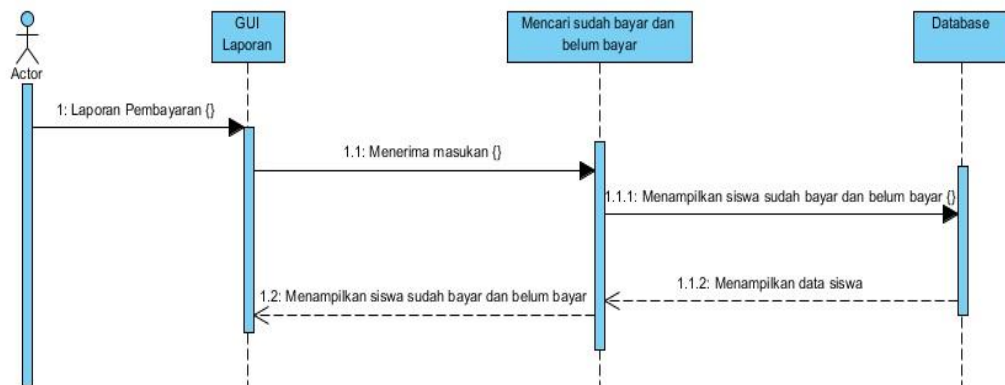 GUI
Laporan
Mencari sudah bayar dan
belum bayar
Database
Actor
1: Laporan Pembayaran {}
1.1: Menerima masukan {}
1.1.1: Menampilkan siswa sudah bayar dan belum bayar {}
1.1.2: Menampilkan data siswa
1.2: Menampilkan siswa sudah bayar dan belum bayar